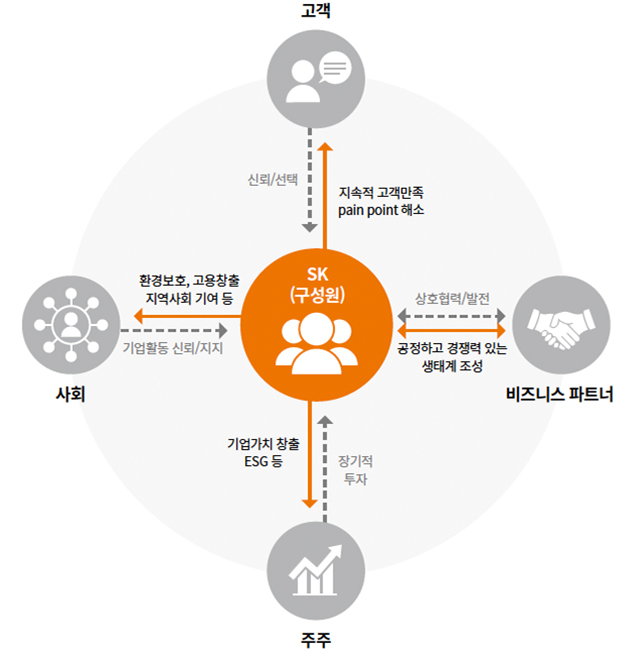 고객
신뢰/선택
지속적 고객만족
pain point 해소
SK
(구성원)
환경보호, 고용창출
지역사회 기여 등
기업활동 신뢰/지지
사회
상호협력/발전
공정하고 경쟁력 있는
생태계 조성
비즈니스 파트너
기업가치 창출
ESG 등
장기적
투자
주주